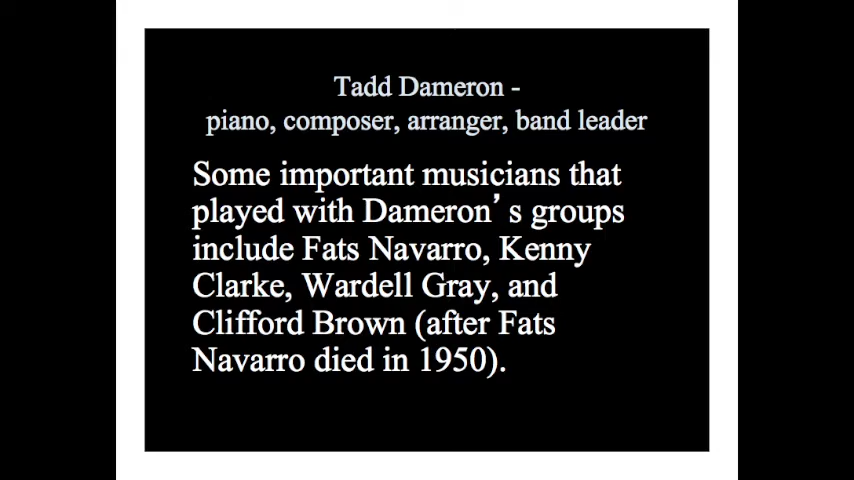 Tadd Dameron -
piano, composer, arranger, band leader
Some important musicians that
played with Dameron’s groups
include Fats Navarro, Kenny
Clarke, Wardell Gray, and
Clifford Brown (after Fats
Navarro died in 1950).